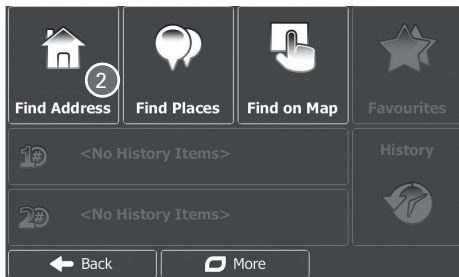 2
Find Address Find Places Find on Map Favourites
1# <No History Items> History
2# <No History Items>
Back More